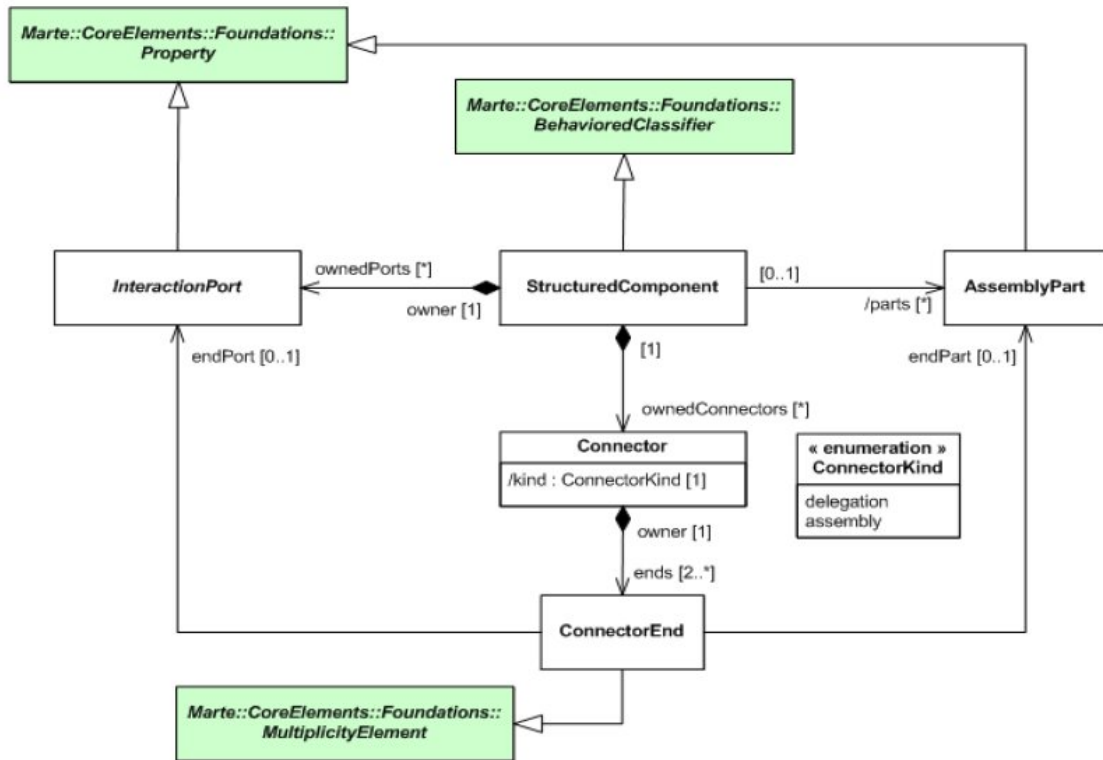 Marte::CoreElements::Foundations::
Property
Marte::CoreElements::Foundations::
BehavioredClassifier
InteractionPort
ownedPorts [*]
owner [1]
StructuredComponent
[0..1]
/parts [*]
AssemblyPart
endPort [0..1]
[1]
endPart [0..1]
ownedConnectors [*]
Connector
/kind : ConnectorKind [1]
« enumeration »
ConnectorKind
delegation
assembly
owner [1]
ends [2..*]
ConnectorEnd
Marte::CoreElements::Foundations::
MultiplicityElement